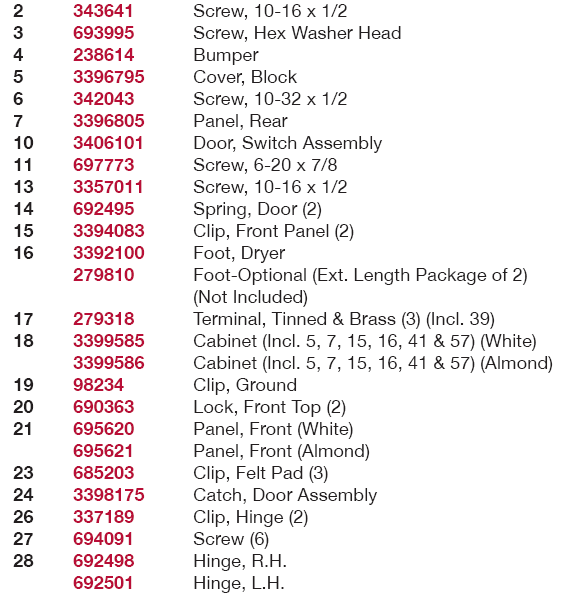 2 343641 Screw, 10-16 x 1/2
3 693995 Screw, Hex Washer Head
4 238614 Bumper
5 3396795 Cover, Block
6 342043 Screw, 10-32 x 1/2
7 3396805 Panel, Rear
10 3406101 Door, Switch Assembly
11 697773 Screw, 6-20 x 7/8
13 3357011 Screw, 10-16 x 1/2
14 692495 Spring, Door (2)
15 3394083 Clip, Front Panel (2)
16 3392100 Foot, Dryer
279810 Foot-Optional (Ext. Length Package of 2)
(Not Included)
17 279318 Terminal, Tinned & Brass (3) (Incl. 39)
18 3399585 Cabinet (Incl. 5, 7, 15, 16, 41 & 57) (White)
3399586 Cabinet (Incl. 5, 7, 15, 16, 41 & 57) (Almond)
19 98234 Clip, Ground
20 690363 Lock, Front Top (2)
21 695620 Panel, Front (White)
695621 Panel, Front (Almond)
23 685203 Clip, Felt Pad (3)
24 3398175 Catch, Door Assembly
26 337189 Clip, Hinge (2)
27 694091 Screw (6)
28 692498 Hinge, R.H.
692501 Hinge, L.H.